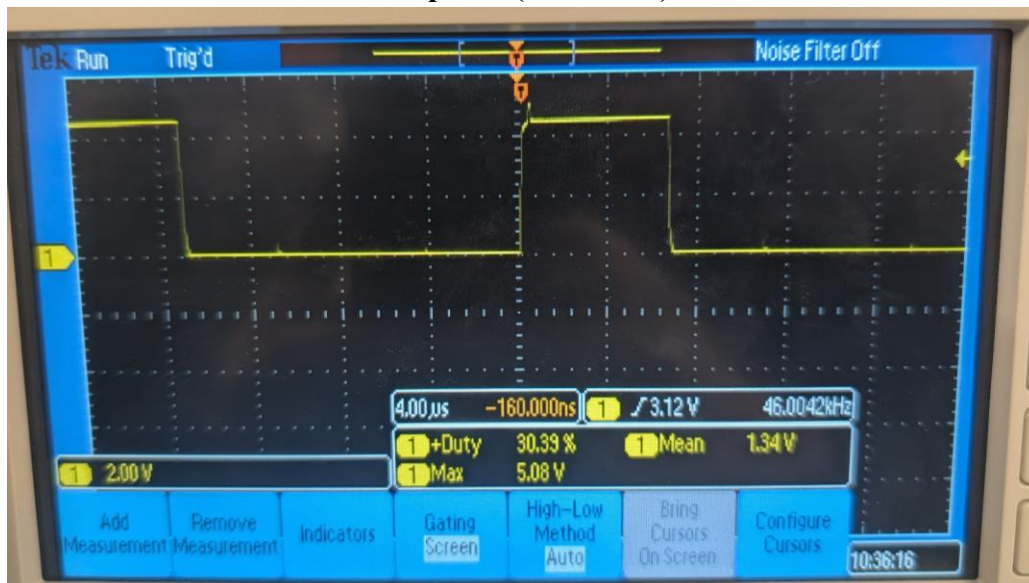 Tek Run Trig'd Noise Filter Off
T
T
1
4.00 µs -160.000ns 1 3.12 V 46.0042kHz
1 +Duty 30.39 % 1 Mean 1.34 V
1 Max 5.08 V
1 2.00 V
Add Measurement
Remove Measurement
Indicators
Gating
Screen
High-Low Method
Auto
Bring Cursors On Screen
Configure Cursors
10:36:16